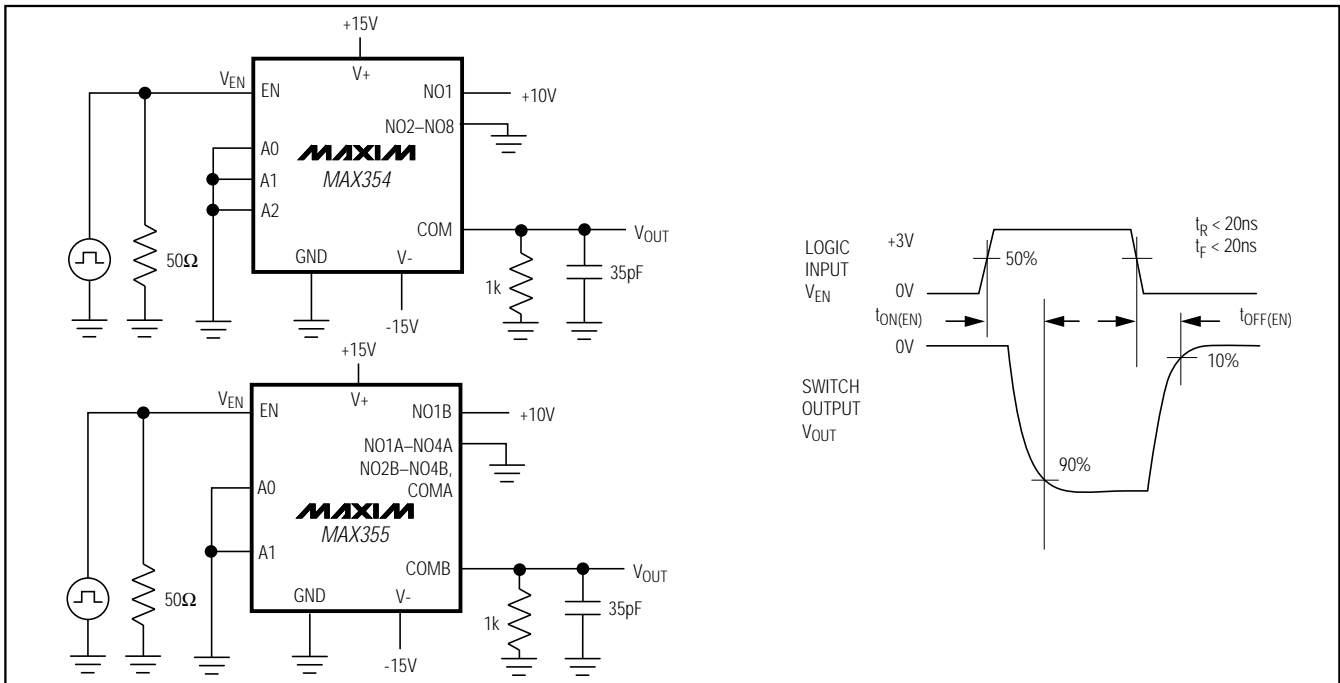 +15V
V+
VEN
EN
NO1
+10V
NO2–NO8
A0
MAXIM
MAX354
A1
A2
COM
VOUT
GND
V-
50Ω
1k
35pF
-15V
+15V
V+
VEN
EN
NO1B
+10V
NO1A–NO4A
NO2B–NO4B,
COMA
A0
MAXIM
MAX355
A1
COMB
VOUT
GND
V-
50Ω
1k
35pF
-15V
tR < 20ns
tF < 20ns
LOGIC
INPUT
VEN
+3V
50%
0V
tON(EN)
tOFF(EN)
0V
10%
SWITCH
OUTPUT
VOUT
90%